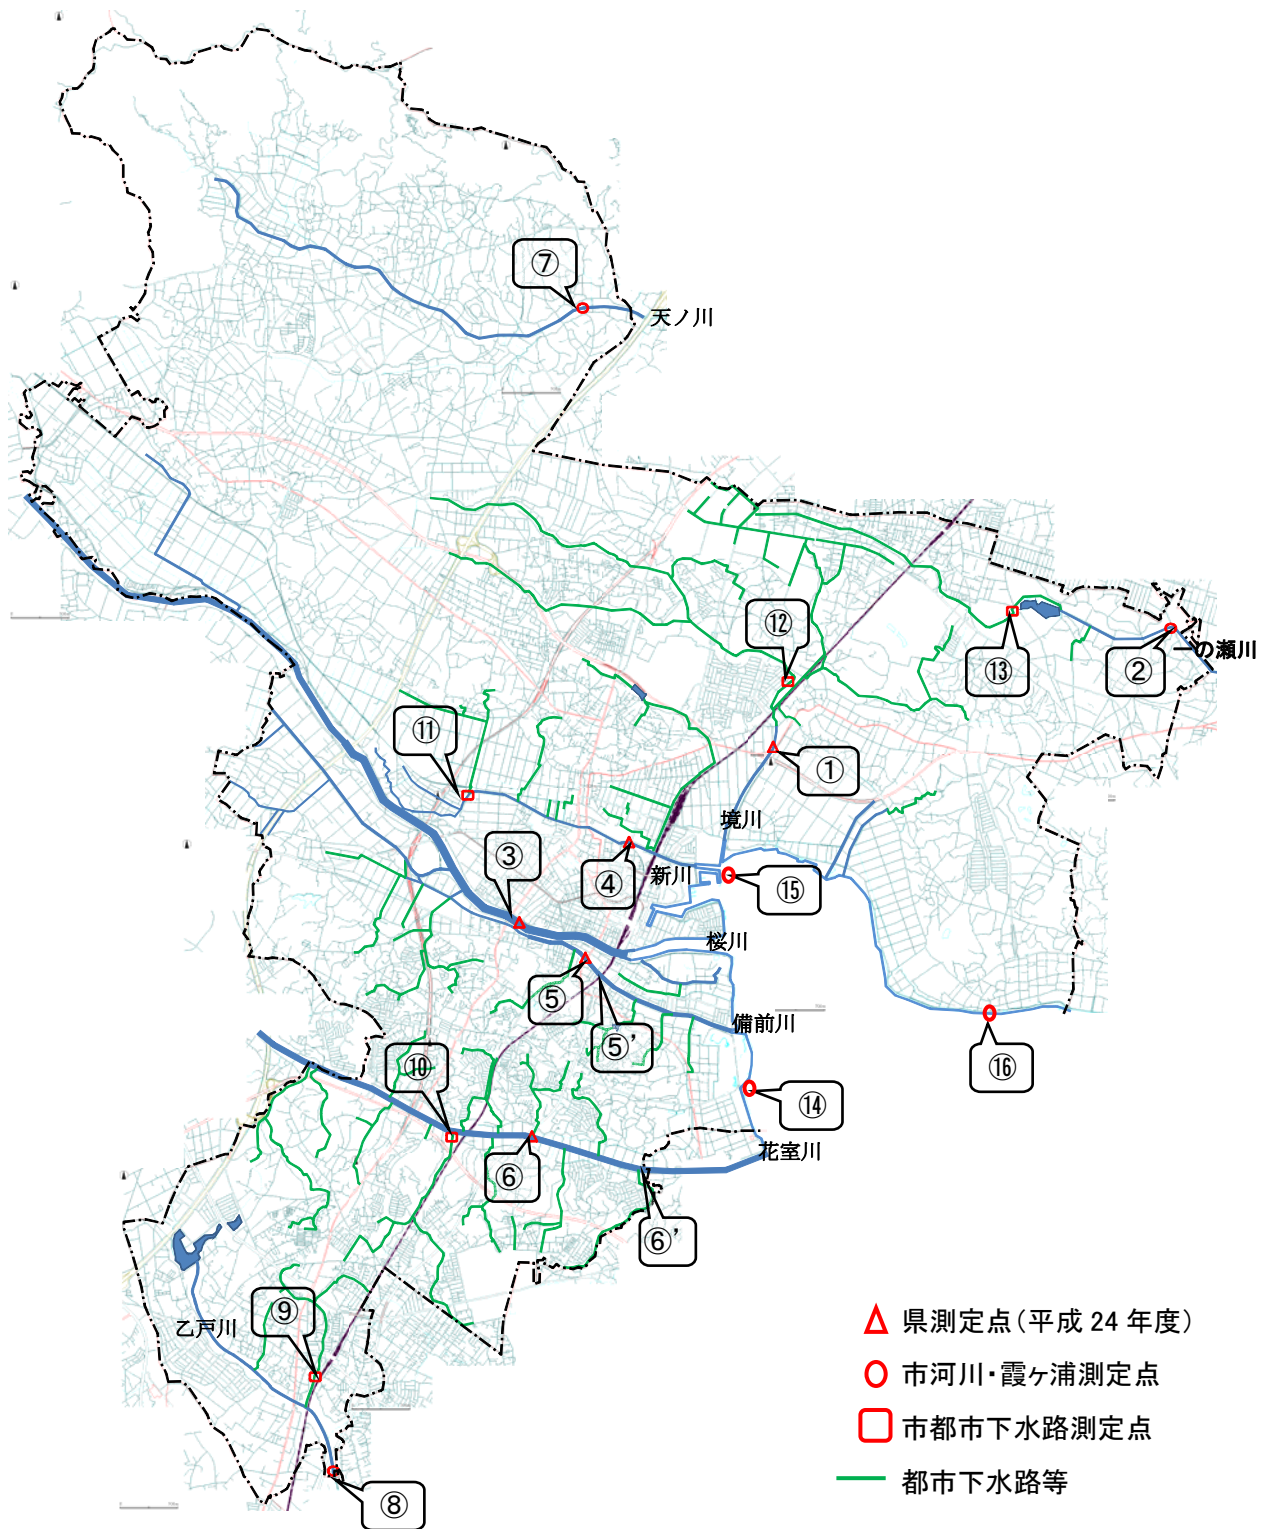 ⑦
天ノ川
⑫
⑬
②
一の瀬川
⑪
①
境川
③
④
新川
⑮
桜川
⑤
備前川
⑤’
⑩
⑯
⑭
花室川
⑥
⑥’
⑨
乙戸川
⑧
県測定点(平成 24 年度)
市河川・霞ヶ浦測定点
市都市下水路測定点
都市下水路等